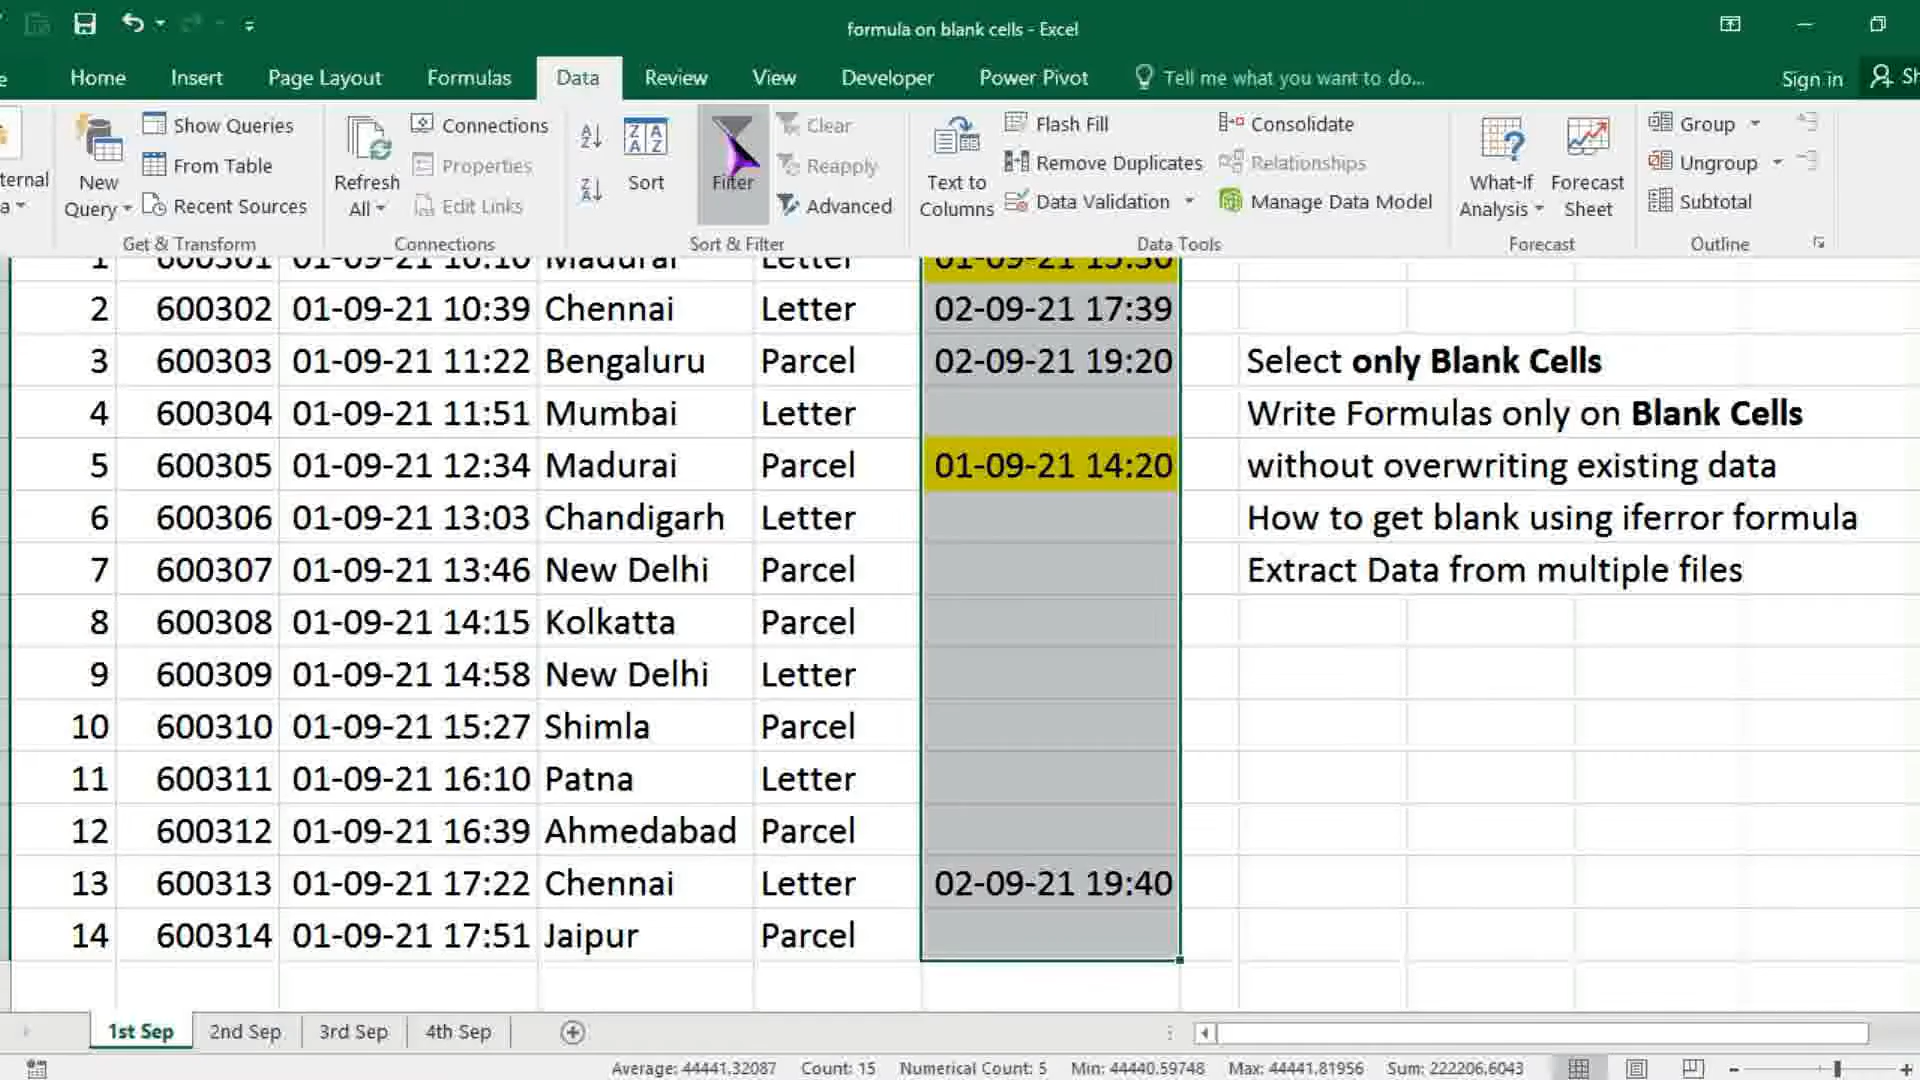 formula on blank cells - Excel
Home Insert Page Layout Formulas Data Review View Developer Power Pivot Tell me what you want to do... Sign in
Show Queries Connections Clear Flash Fill Consolidate Group
From Table Properties Reapply Remove Duplicates Relationships Ungroup
New Query Recent Sources Refresh All Edit Links Sort Filter Advanced Text to Columns Data Validation Manage Data Model What-If Analysis Forecast Sheet Subtotal
Get & Transform Connections Sort & Filter Data Tools Forecast Outline
1 600301 01-09-21 10:10 Madurai Letter 01-09-21 15:30
2 600302 01-09-21 10:39 Chennai Letter 02-09-21 17:39
3 600303 01-09-21 11:22 Bengaluru Parcel 02-09-21 19:20 Select only Blank Cells
4 600304 01-09-21 11:51 Mumbai Letter Write Formulas only on Blank Cells
5 600305 01-09-21 12:34 Madurai Parcel 01-09-21 14:20 without overwriting existing data
6 600306 01-09-21 13:03 Chandigarh Letter How to get blank using iferror formula
7 600307 01-09-21 13:46 New Delhi Parcel Extract Data from multiple files
8 600308 01-09-21 14:15 Kolkatta Parcel
9 600309 01-09-21 14:58 New Delhi Letter
10 600310 01-09-21 15:27 Shimla Parcel
11 600311 01-09-21 16:10 Patna Letter
12 600312 01-09-21 16:39 Ahmedabad Parcel
13 600313 01-09-21 17:22 Chennai Letter 02-09-21 19:40
14 600314 01-09-21 17:51 Jaipur Parcel
1st Sep 2nd Sep 3rd Sep 4th Sep
Average: 44441.32087 Count: 15 Numerical Count: 5 Min: 44440.59748 Max: 44441.81956 Sum: 222206.6043